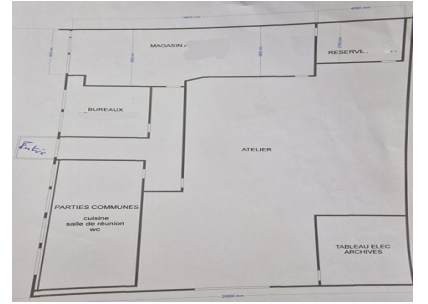 MAGASIN
RESERVE
BUREAUX
Entrée
ATELIER
PARTIES COMMUNES
cuisine
salle de réunion
wc
TABLEAU ELEC
ARCHIVES